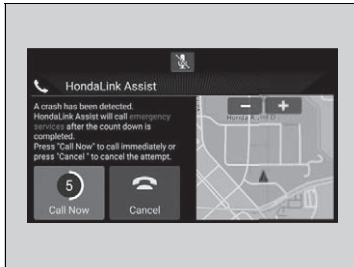 HondaLink Assist
A crash has been detected.
HondaLink Assist will call emergency
services after the count down is
completed.
Press "Call Now" to call immediately or
press "Cancel" to cancel the attempt.
5
Call Now
Cancel
− +
Honda